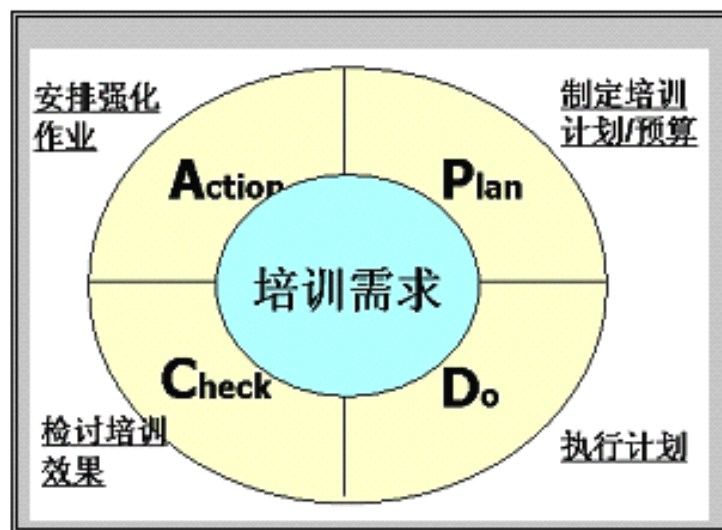 安排强化
作业
制定培训
计划/预算
Action
Plan
培训需求
Check
Do
检讨培训
效果
执行计划